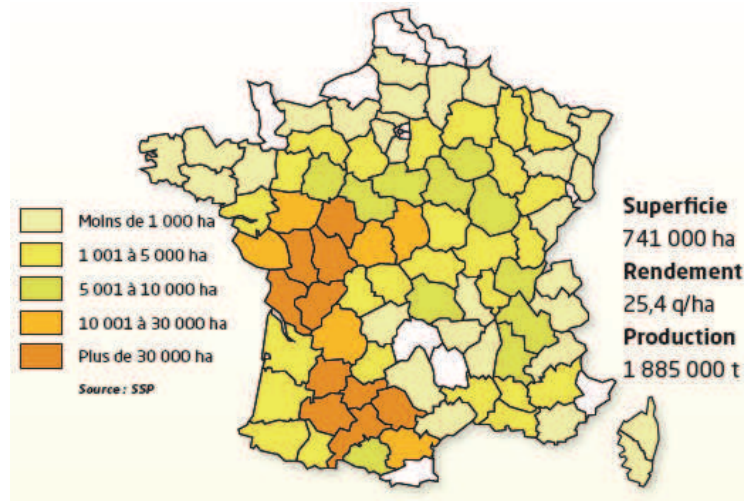 Moins de 1 000 ha
1 001 à 5 000 ha
5 001 à 10 000 ha
10 001 à 30 000 ha
Plus de 30 000 ha
Source : SSP
Superficie
741 000 ha
Rendement
25,4 q/ha
Production
1 885 000 t